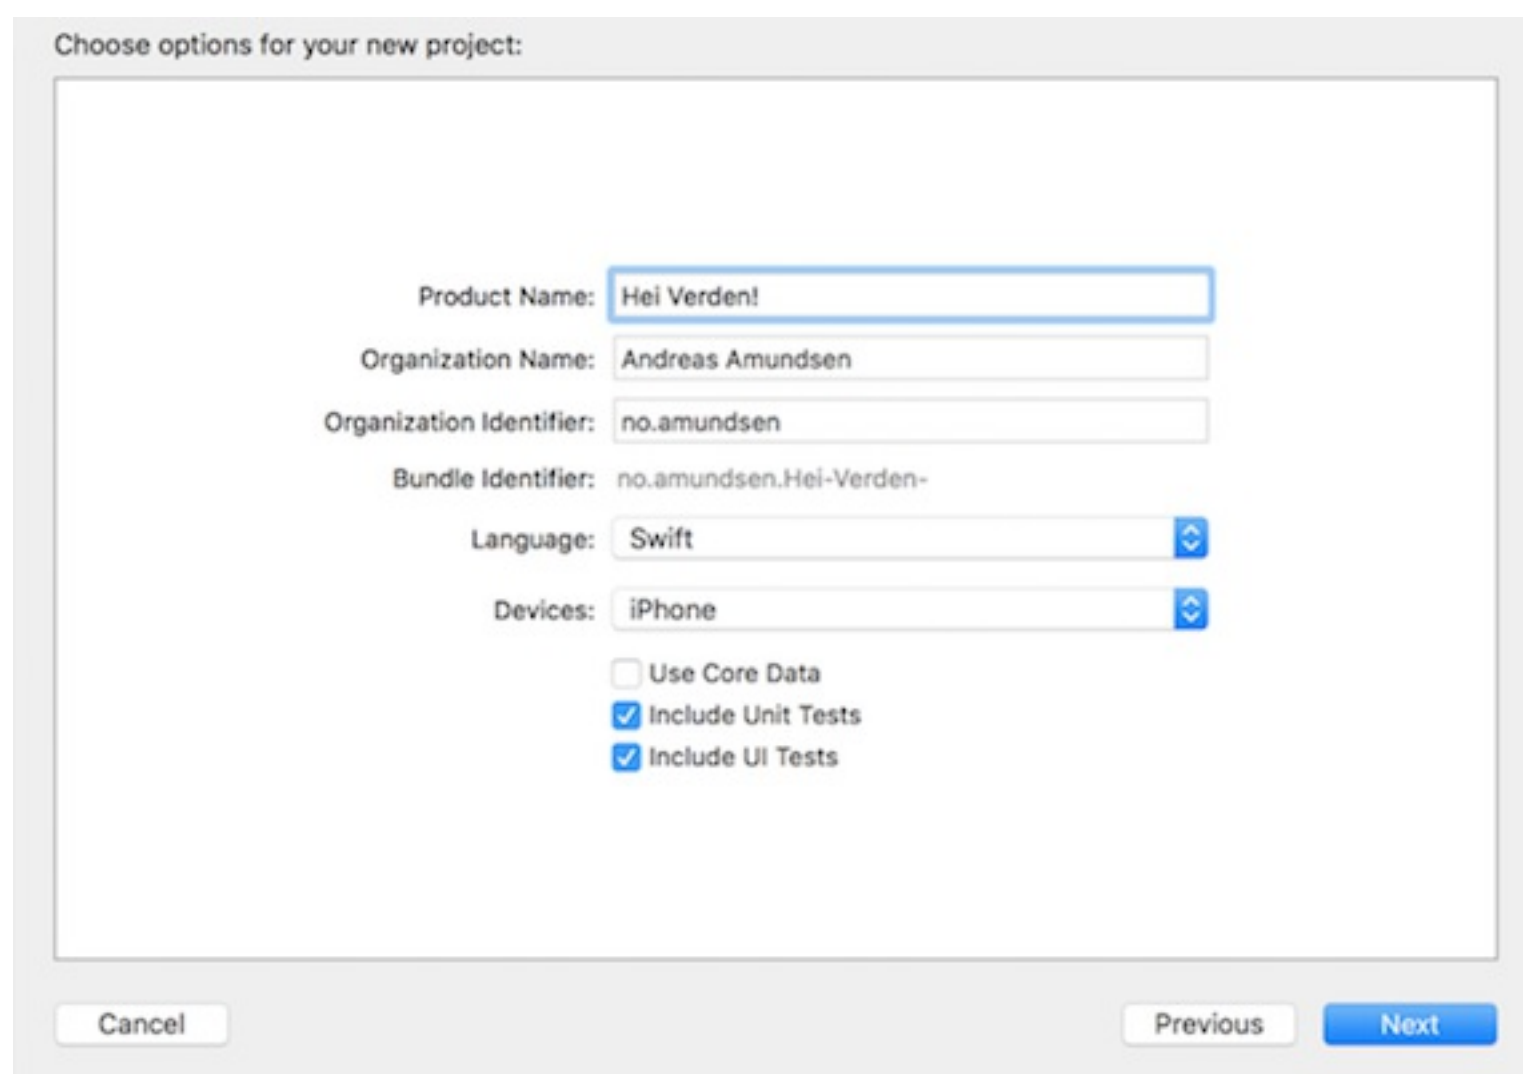 Choose options for your new project:
Product Name: Hei Verden!
Organization Name: Andreas Amundsen
Organization Identifier: no.amundsen
Bundle Identifier: no.amundsen.Hei-Verden-
Language: Swift
Devices: iPhone
Use Core Data
Include Unit Tests
Include UI Tests
Cancel Previous Next